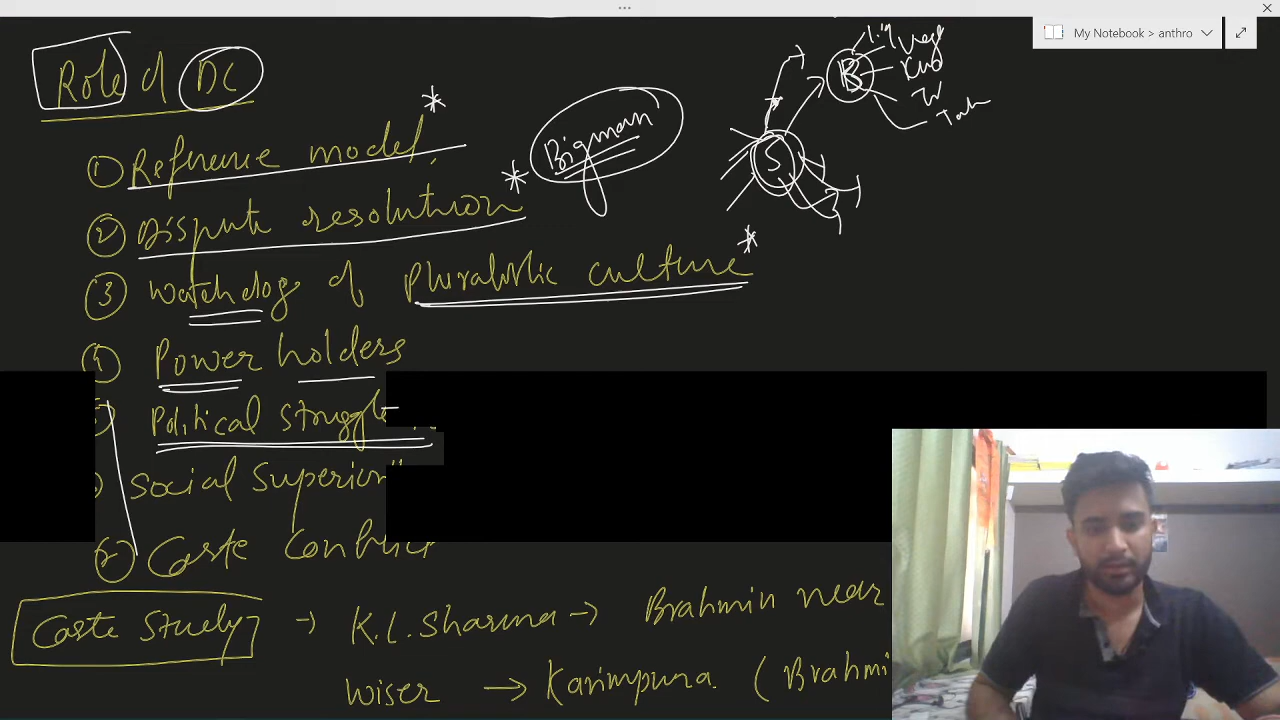 My Notebook > anthro
Role of DC
B
① Reference model.
Bigman
S
② Dispute resolution
③ Watchdog of Pluralistic culture
④ Power holders
Political struggle
Social
Caste Conflict
Caste Study → K.L. Sharma → Brahmin near
Wiser → Karimpura. (Brahmi